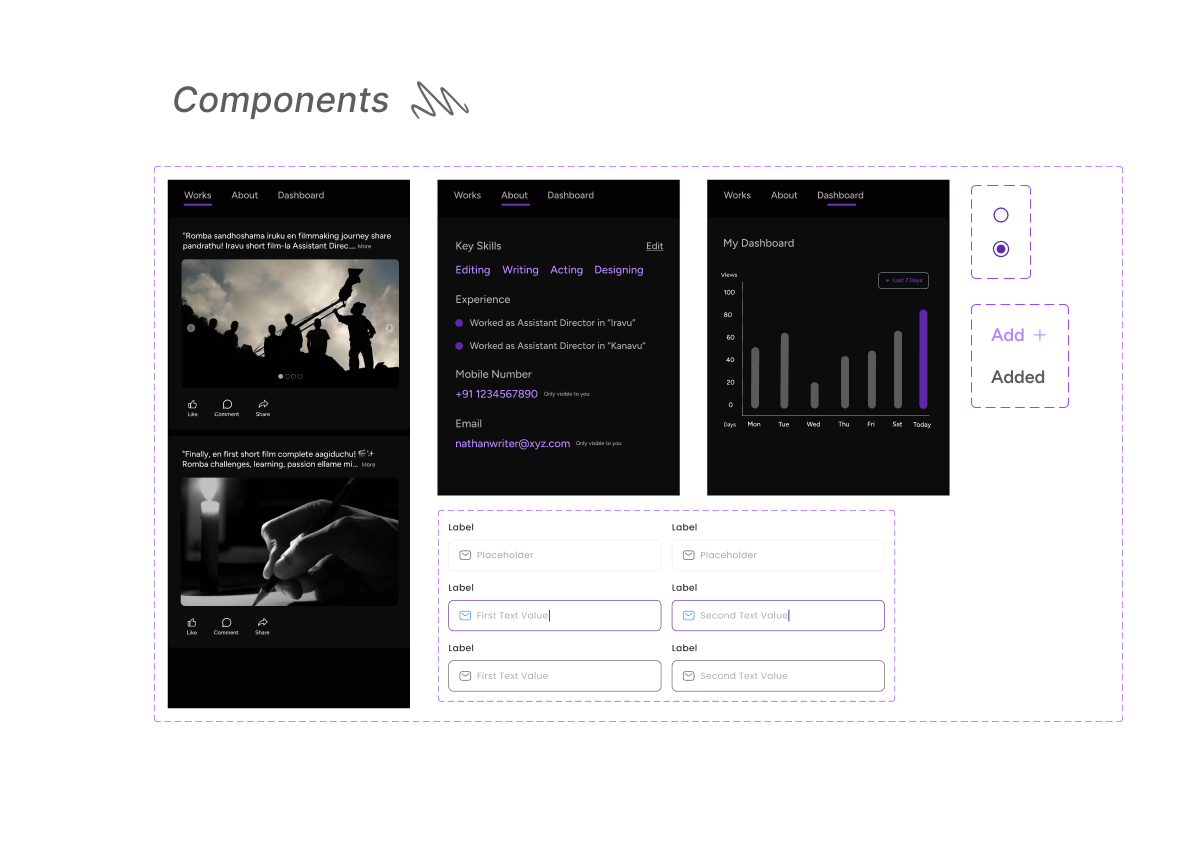 Components
Works About Dashboard
"Romba sandhoshama iruku en filmmaking journey share
pandrathu! Iravu short film-la Assistant Direc.... More
Like Comment Share
"Finally, en first short film complete aagiduchu! 🎬✨
Romba challenges, learning, passion ellame mi... More
Like Comment Share
Works About Dashboard
Key Skills Edit
Editing Writing Acting Designing
Experience
Worked as Assistant Director in "Iravu"
Worked as Assistant Director in "Kanavu"
Mobile Number
+91 1234567890 Only visible to you
Email
nathanwriter@xyz.com Only visible to you
Works About Dashboard
My Dashboard
Views
Last 7 Days
100
80
60
40
20
0
Days Mon Tue Wed Thu Fri Sat Today
Add +
Added
Label Label
Placeholder Placeholder
Label Label
First Text Value Second Text Value
Label Label
First Text Value Second Text Value